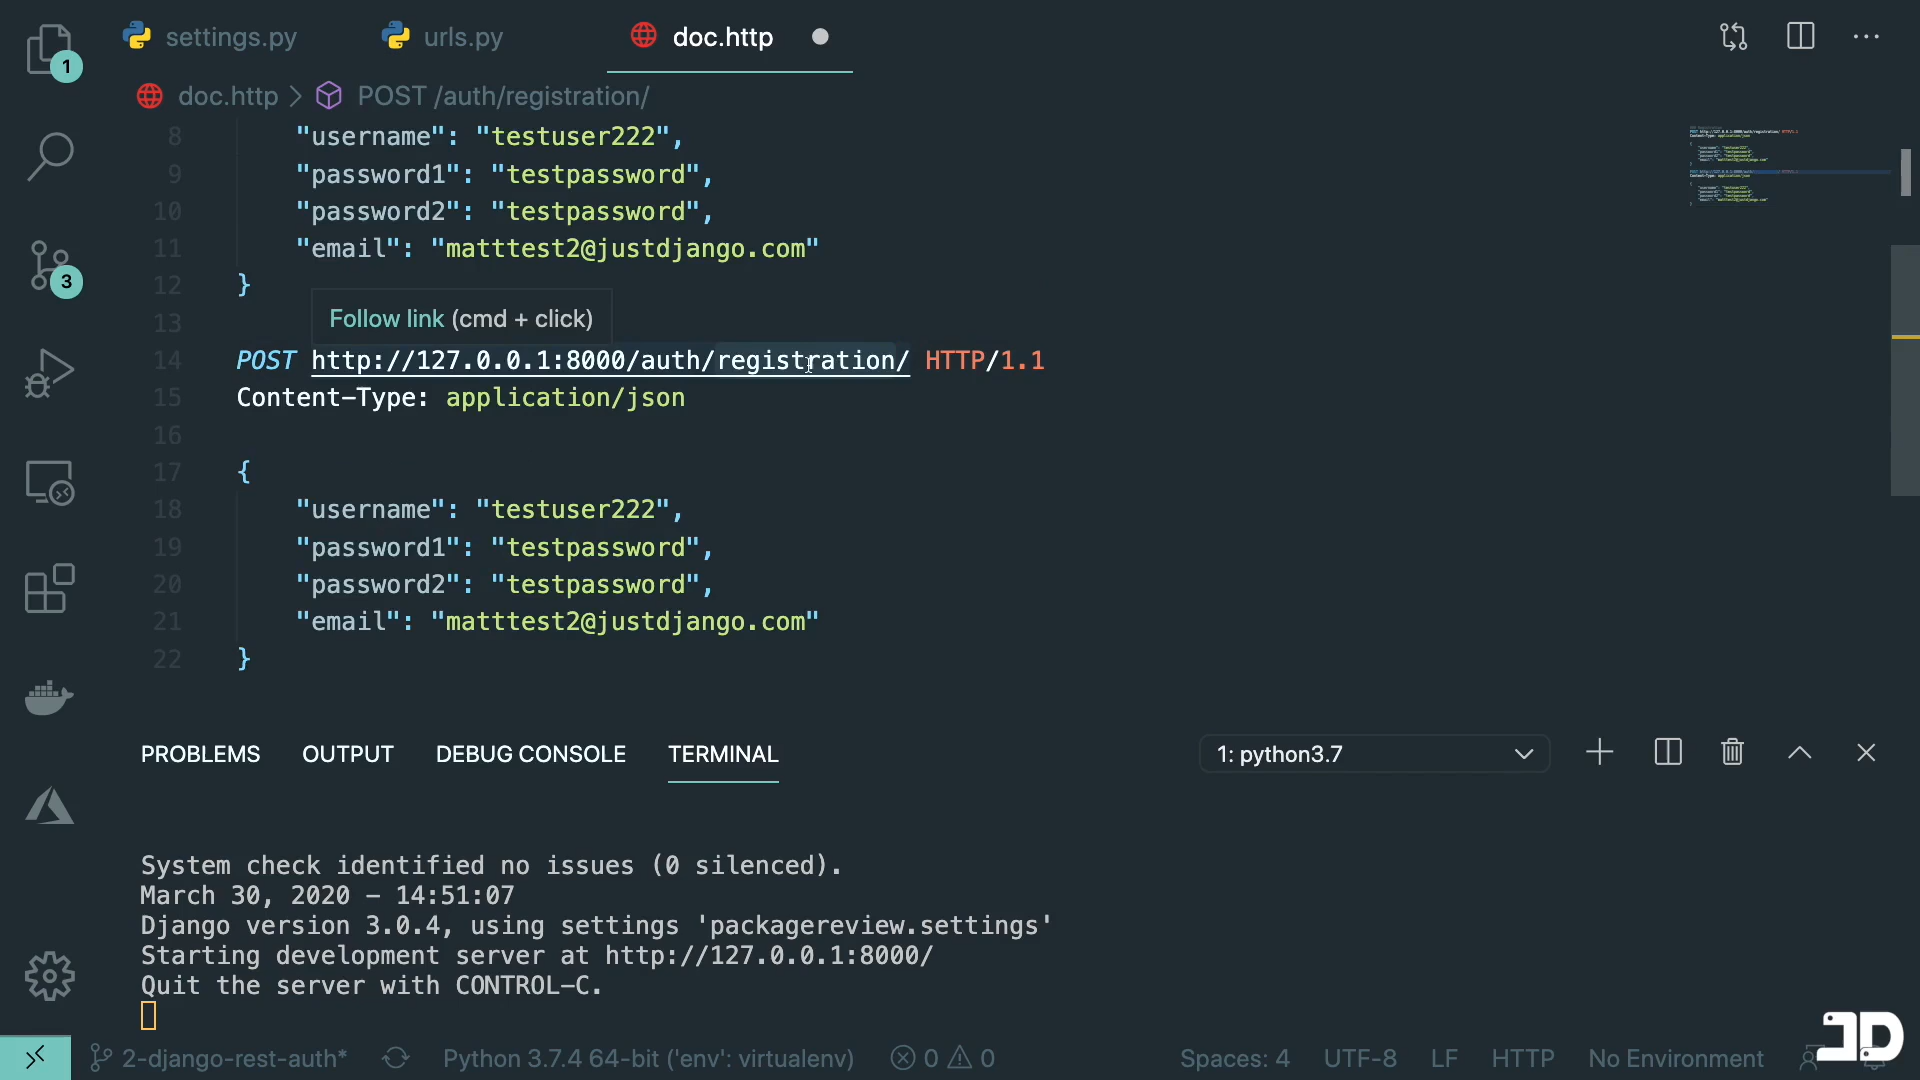 settings.py
urls.py
doc.http
1
doc.http > POST /auth/registration/
8 "username": "testuser222",
9 "password1": "testpassword",
10 "password2": "testpassword",
11 "email": "matttest2@justdjango.com"
12 }
Follow link (cmd + click)
13
14 POST http://127.0.0.1:8000/auth/registration/ HTTP/1.1
15 Content-Type: application/json
16
17 {
18 "username": "testuser222",
19 "password1": "testpassword",
20 "password2": "testpassword",
21 "email": "matttest2@justdjango.com"
22 }
3
PROBLEMS OUTPUT DEBUG CONSOLE TERMINAL
1: python3.7
System check identified no issues (0 silenced).
March 30, 2020 - 14:51:07
Django version 3.0.4, using settings 'packagereview.settings'
Starting development server at http://127.0.0.1:8000/
Quit the server with CONTROL-C.
2-django-rest-auth* Python 3.7.4 64-bit ('env': virtualenv) 0 0 Spaces: 4 UTF-8 LF HTTP No Environment
JD